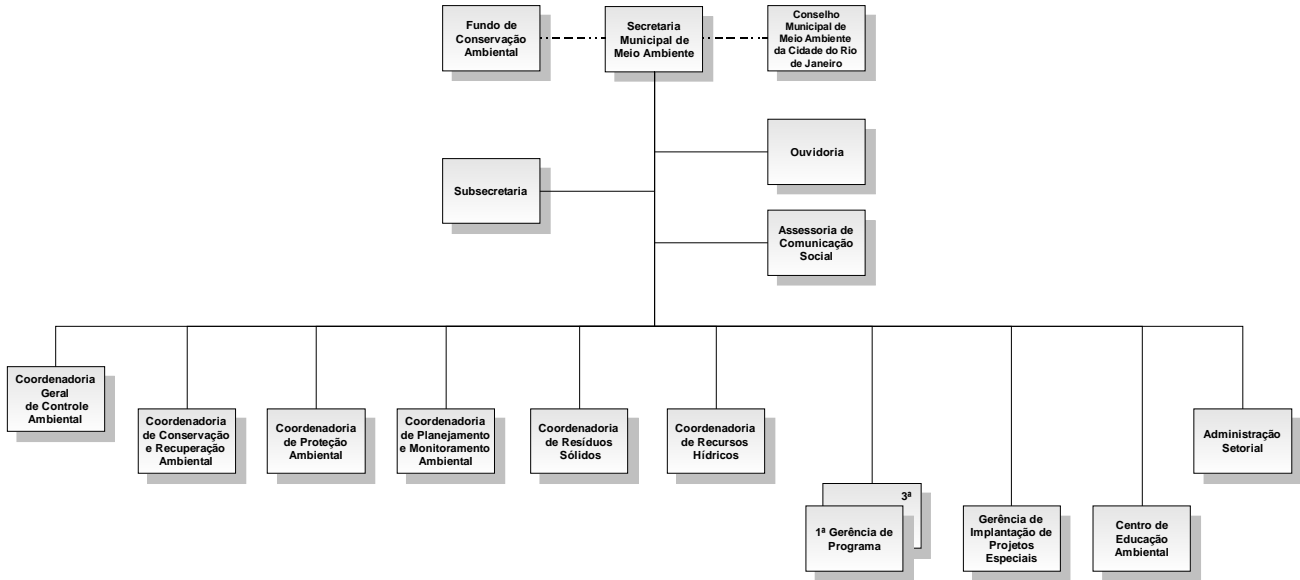 Fundo de
Conservação
Ambiental
Secretaria
Municipal de
Meio Ambiente
Conselho
Municipal de
Meio Ambiente
da Cidade do Rio
de Janeiro
Ouvidoria
Subsecretaria
Assessoria de
Comunicação
Social
Coordenadoria
Geral
de Controle
Ambiental
Coordenadoria
de Conservação
e Recuperação
Ambiental
Coordenadoria
de Proteção
Ambiental
Coordenadoria
de Planejamento
e Monitoramento
Ambiental
Coordenadoria
de Resíduos
Sólidos
Coordenadoria
de Recursos
Hídricos
Administração
Setorial
3ª
1ª Gerência de
Programa
Gerência de
Implantação de
Projetos
Especiais
Centro de
Educação
Ambiental